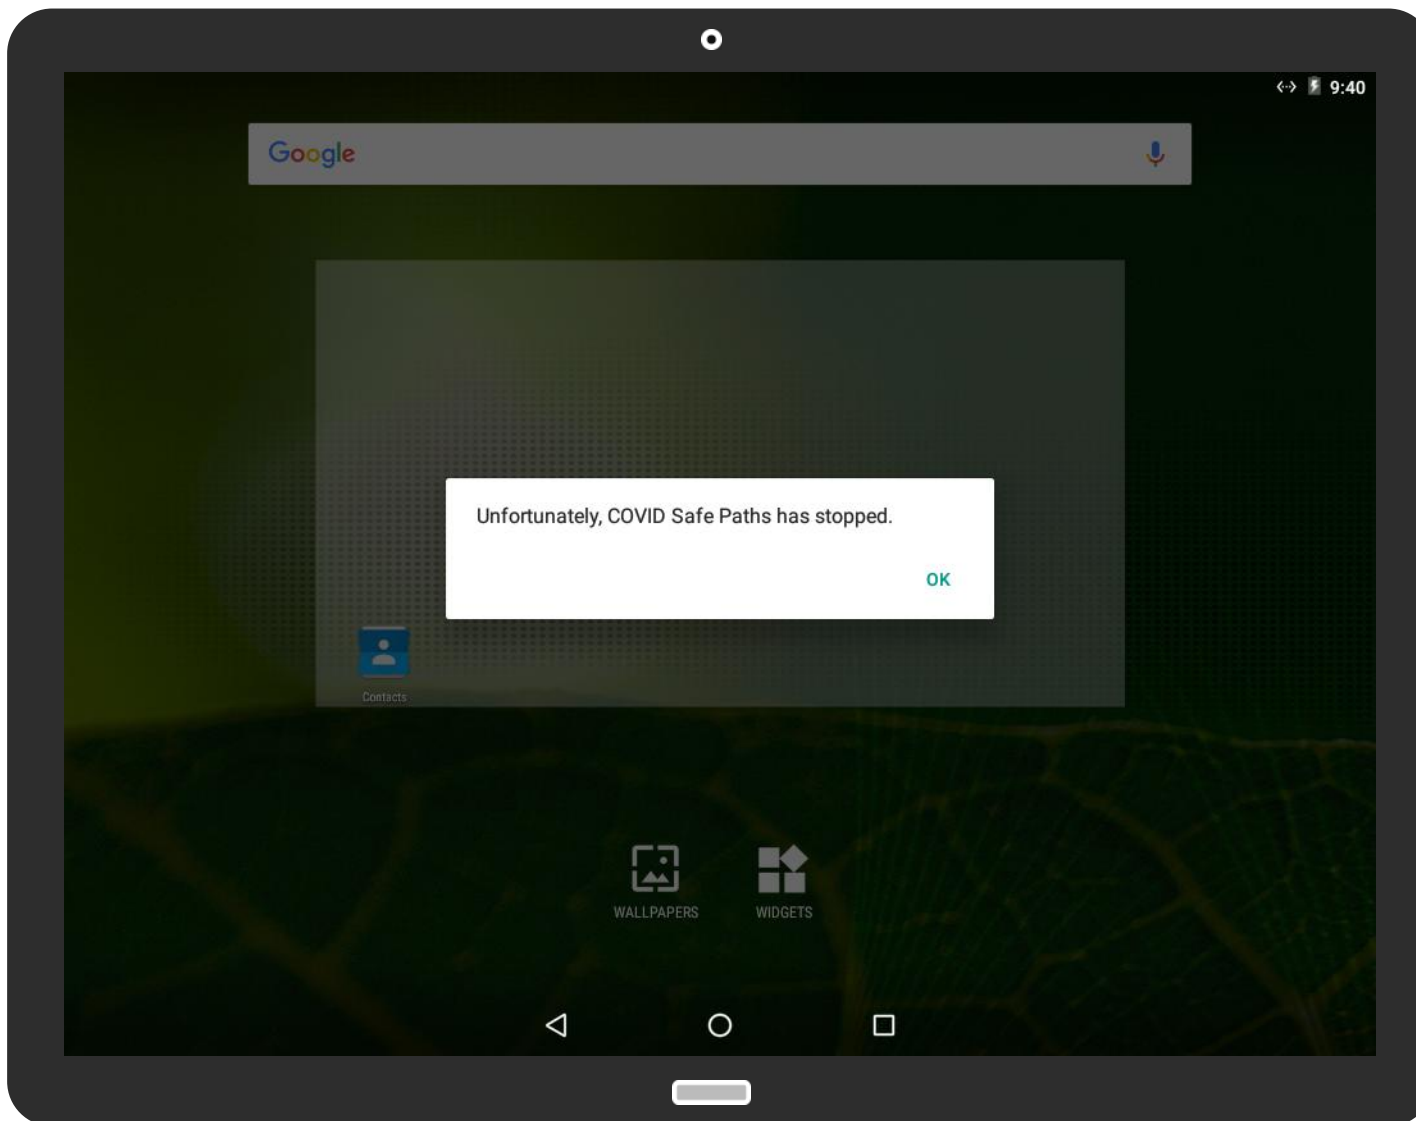 9:40
Google
Unfortunately, COVID Safe Paths has stopped.
OK
Contacts
WALLPAPERS
WIDGETS